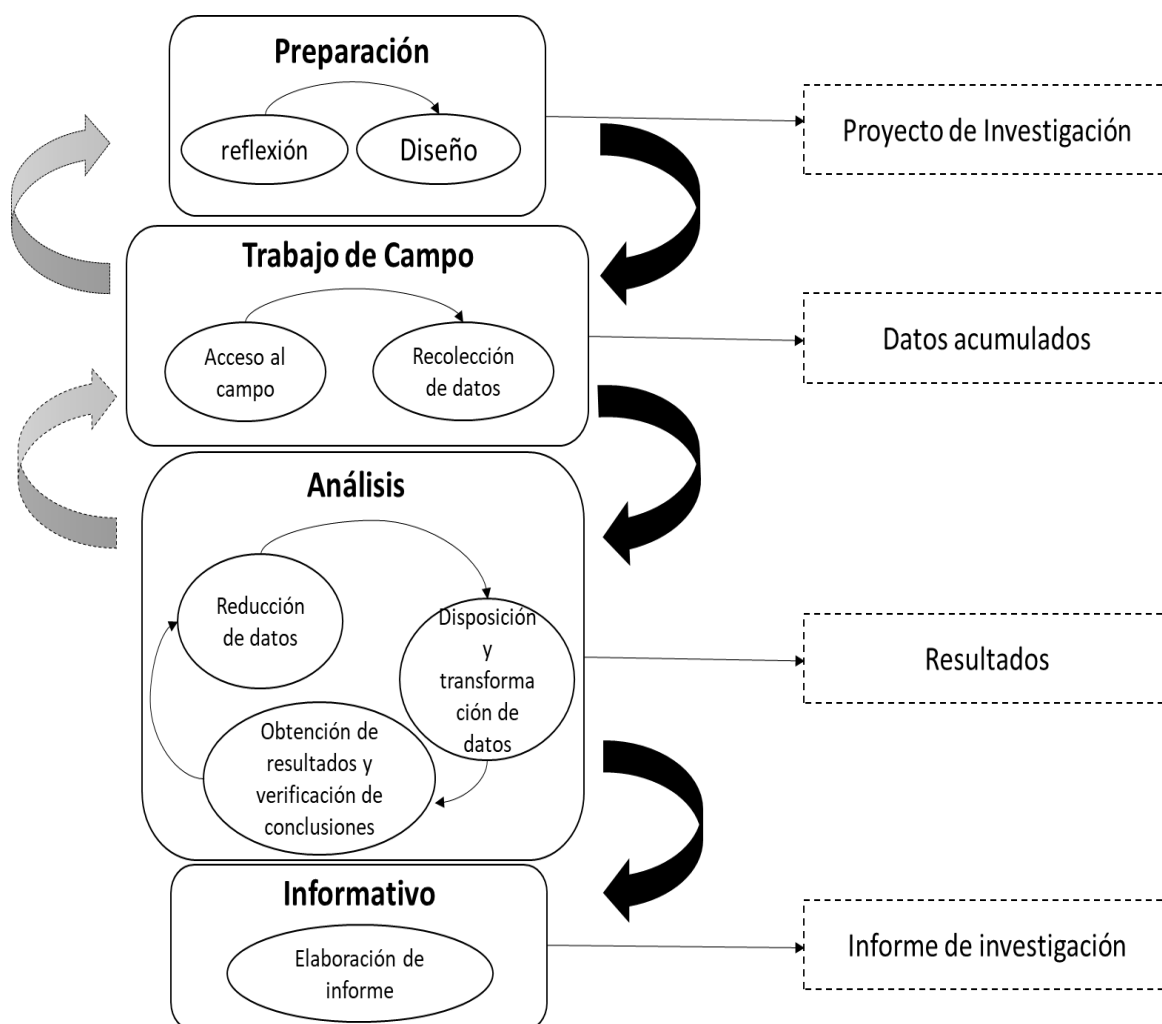 Preparación
reflexión
Diseño
Proyecto de Investigación
Trabajo de Campo
Acceso al
campo
Recolección
de datos
Datos acumulados
Análisis
Reducción
de datos
Disposición
y
transforma
ción de
datos
Obtención de
resultados y
verificación de
conclusiones
Resultados
Informativo
Elaboración de
informe
Informe de investigación